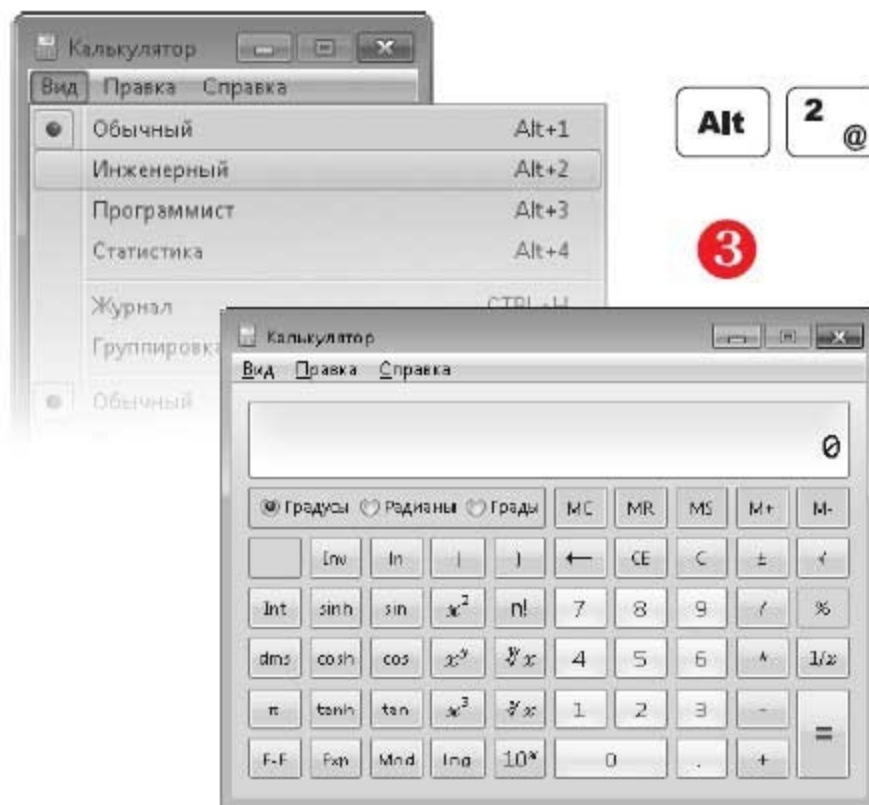 Калькулятор
Вид Правка Справка
Обычный Alt+1
Инженерный Alt+2
Программист Alt+3
Статистика Alt+4
Журнал CTRL+H
Группировка
Обычный
Alt 2 @
3
Калькулятор
Вид Правка Справка
0
Градусы Радианы Грады MC MR MS M+ M-
Inv ln ( ) ← CE C ± √
Int sinh sin x² n! 7 8 9 / %
dms cosh cos xʸ ʸ√x 4 5 6 * 1/x
π tanh tan x³ ³√x 1 2 3 - =
F-E Exp Mod log 10ˣ 0 . +